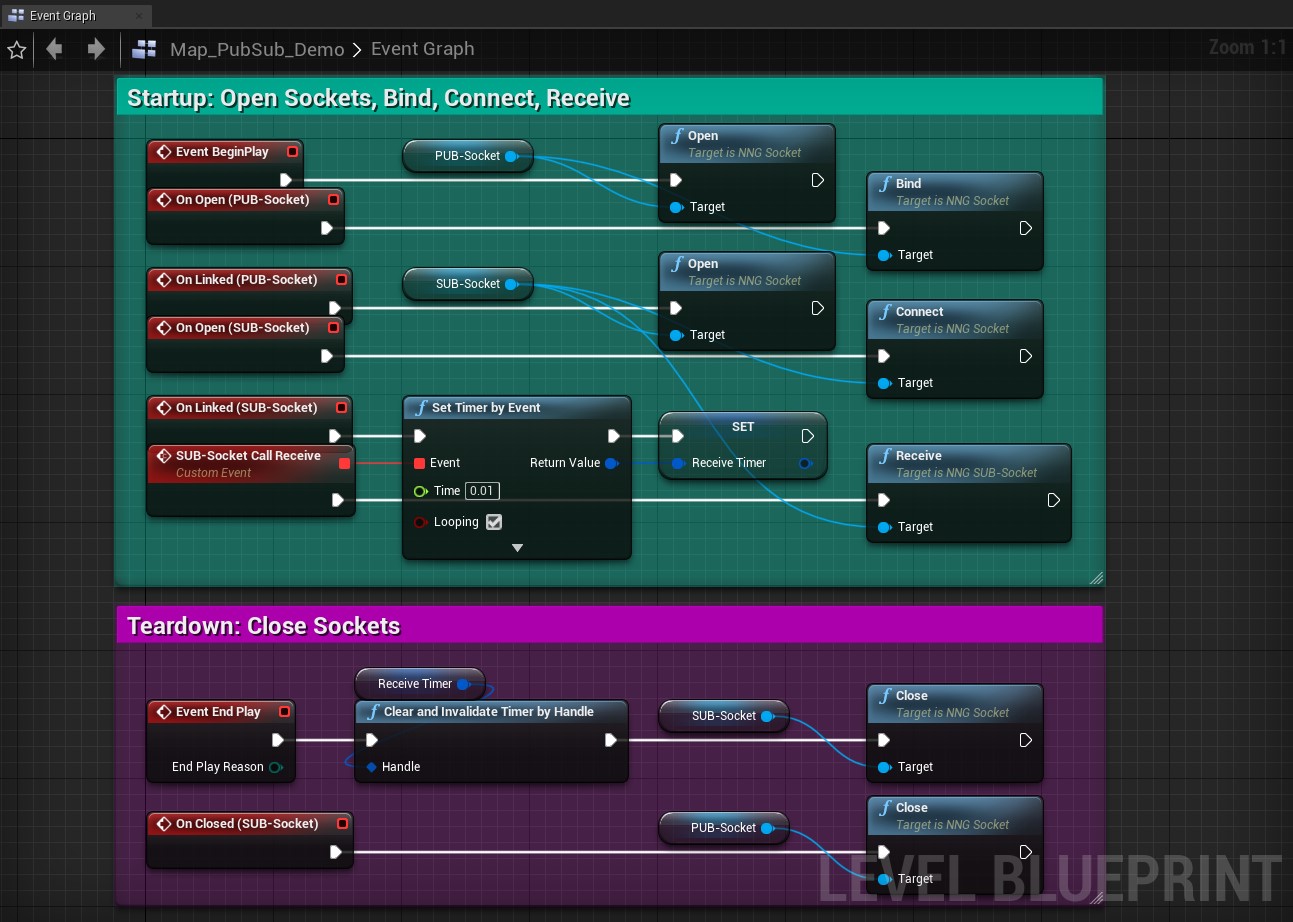 Event Graph
Map_PubSub_Demo > Event Graph
Zoom 1:1
Startup: Open Sockets, Bind, Connect, Receive
Event BeginPlay
PUB-Socket
Open
Target is NNG Socket
Target
On Open (PUB-Socket)
Bind
Target is NNG Socket
Target
On Linked (PUB-Socket)
SUB-Socket
Open
Target is NNG Socket
Target
On Open (SUB-Socket)
Connect
Target is NNG Socket
Target
On Linked (SUB-Socket)
Set Timer by Event
Event
Return Value
Time 0.01
Looping
SET
Receive Timer
SUB-Socket Call Receive
Custom Event
Receive
Target is NNG SUB-Socket
Target
Teardown: Close Sockets
Receive Timer
Event End Play
End Play Reason
Clear and Invalidate Timer by Handle
Handle
SUB-Socket
Close
Target is NNG Socket
Target
On Closed (SUB-Socket)
PUB-Socket
Close
Target is NNG Socket
Target
LEVEL BLUEPRINT